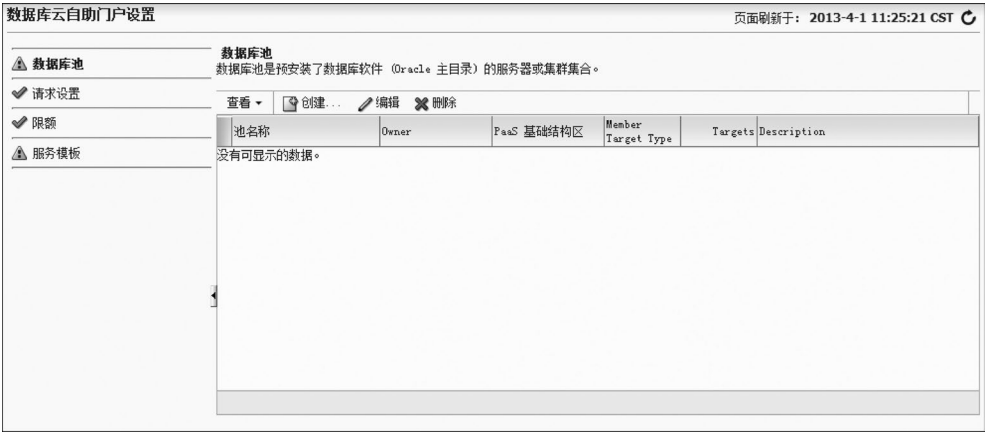 数据库云自助门户设置
页面刷新于: 2013-4-1 11:25:21 CST
数据库池
请求设置
限额
服务模板
数据库池
数据库池是预安装了数据库软件 (Oracle 主目录) 的服务器或集群集合。
查看 创建... 编辑 删除
池名称 Owner PaaS 基础结构区 Member Target Type Targets Description
没有可显示的数据。